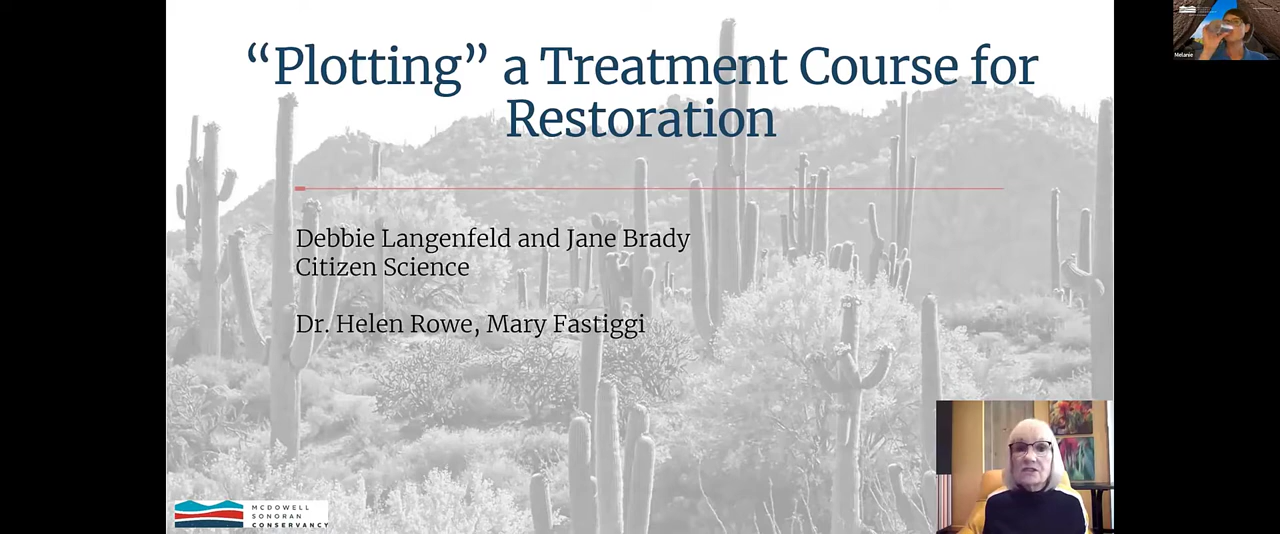 “Plotting” a Treatment Course for
Restoration
Debbie Langenfeld and Jane Brady
Citizen Science
Dr. Helen Rowe, Mary Fastiggi
MCDOWELL
SONORAN
CONSERVANCY
Melanie